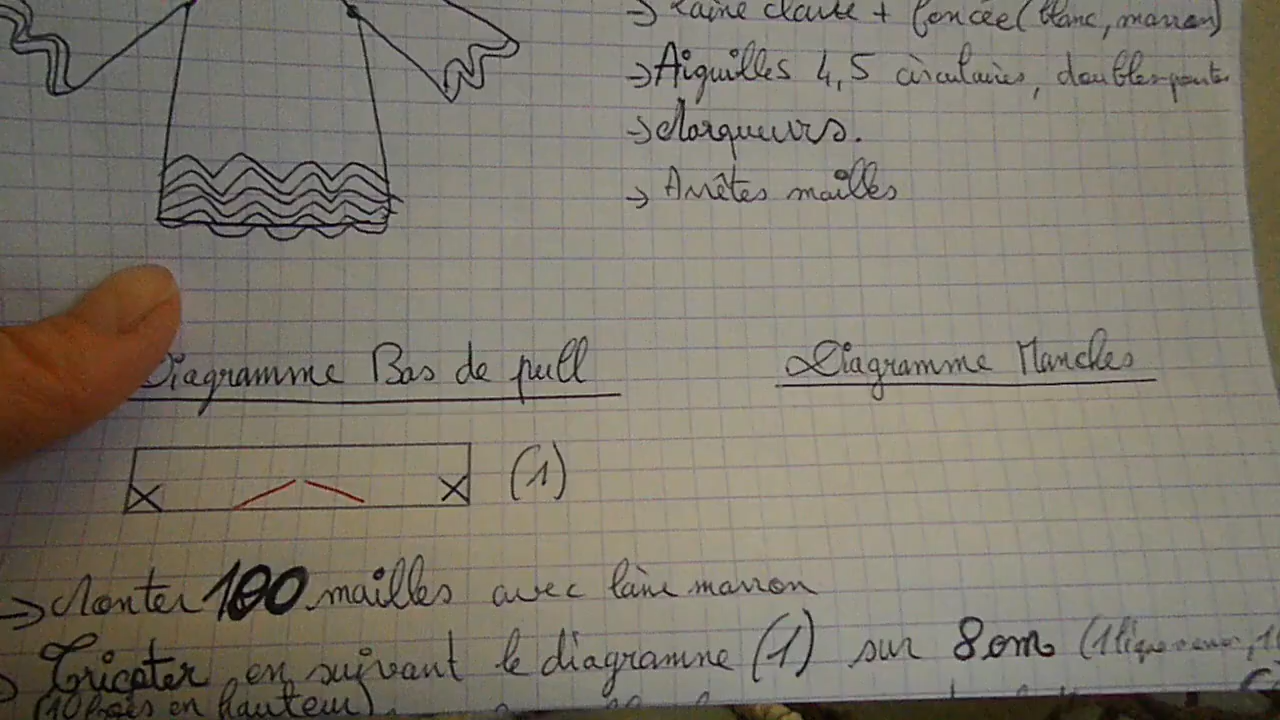 → Laine claire + foncée (blanc, marron)
→ Aiguilles 4,5 circulaires, doubles pointes
→ Marqueurs.
→ Arrêtes mailles
Diagramme Bas de pull
Diagramme Manches
(1)
→ Monter 100 mailles avec laine marron
→ Tricoter en suivant le diagramme (1) sur 8cm (1 ligne
(10 fois en hauteur)